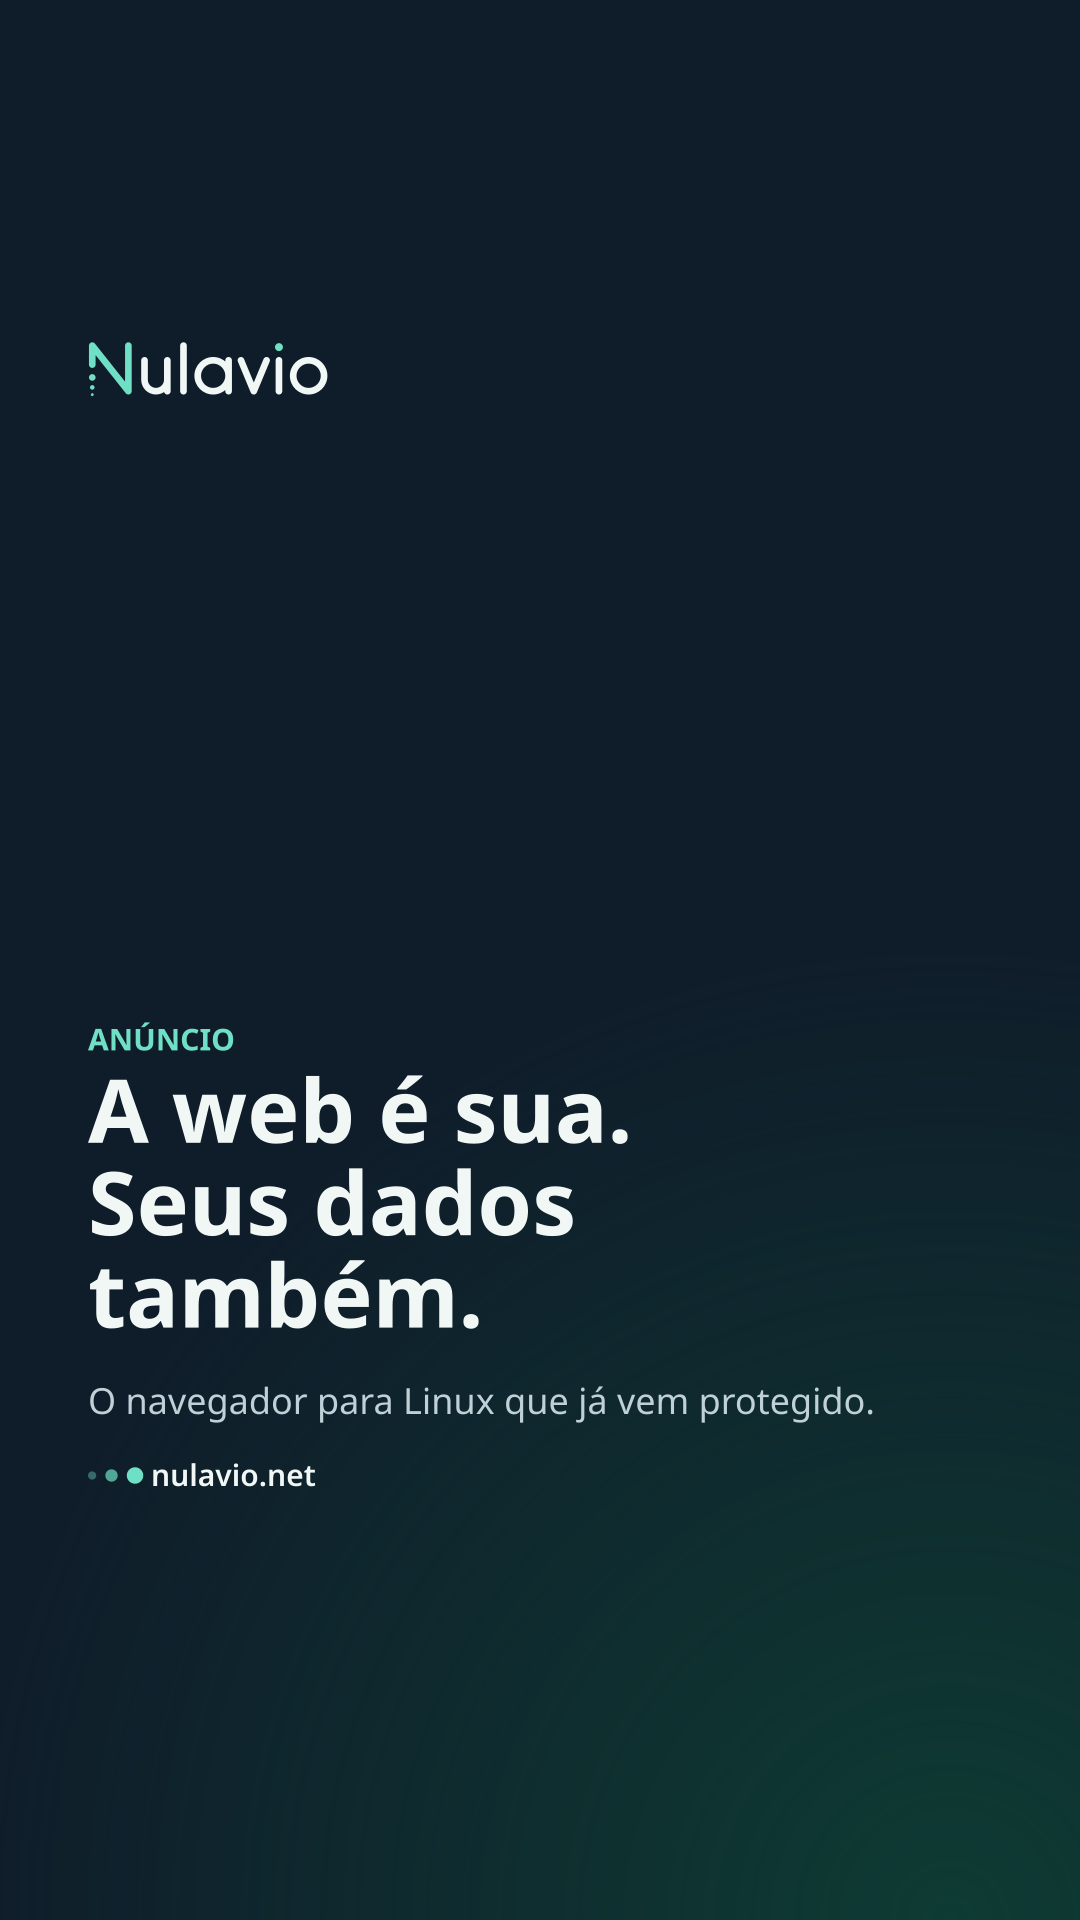 Nulavio
ANÚNCIO
A web é sua.
Seus dados
também.
O navegador para Linux que já vem protegido.
nulavio.net